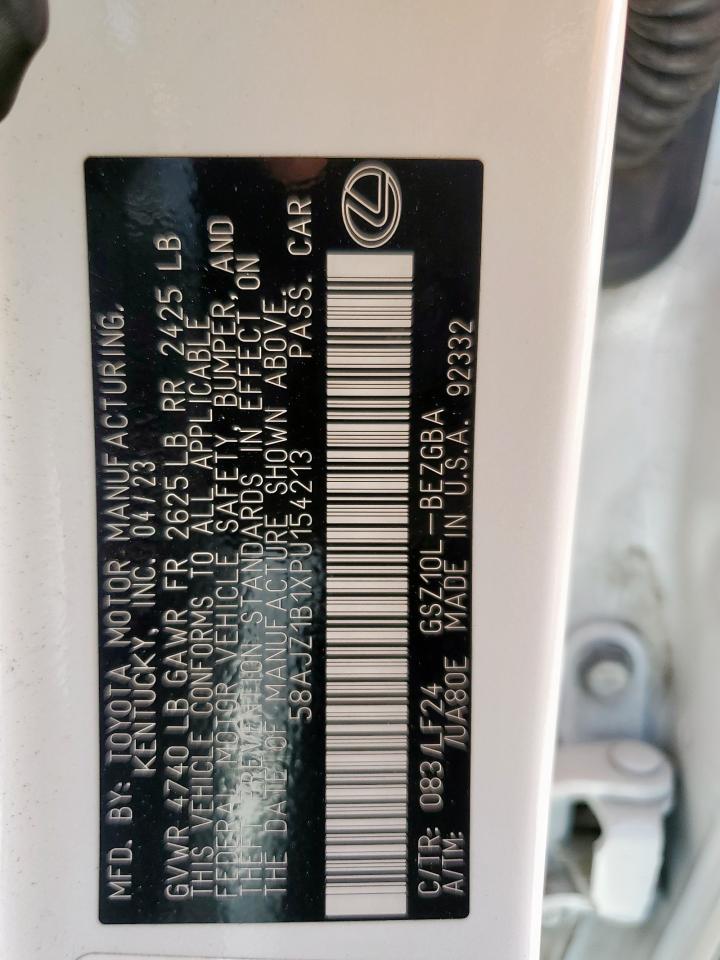 MFD. BY: TOYOTA MOTOR MANUFACTURING,
KENTUCKY, INC. 04/23
GVWR 4740 LB GAWR FR 2625 LB RR 2425 LB
THIS VEHICLE CONFORMS TO ALL APPLICABLE
FEDERAL MOTOR VEHICLE SAFETY, BUMPER, AND
THEFT PREVENTION STANDARDS IN EFFECT ON
THE DATE OF MANUFACTURE SHOWN ABOVE.
58AJZ1B1XPU154213 PASS. CAR
C/TR: 083/LF24 GSZ10L-BEZGBA
A/TM: /UA80E MADE IN U.S.A. 92332